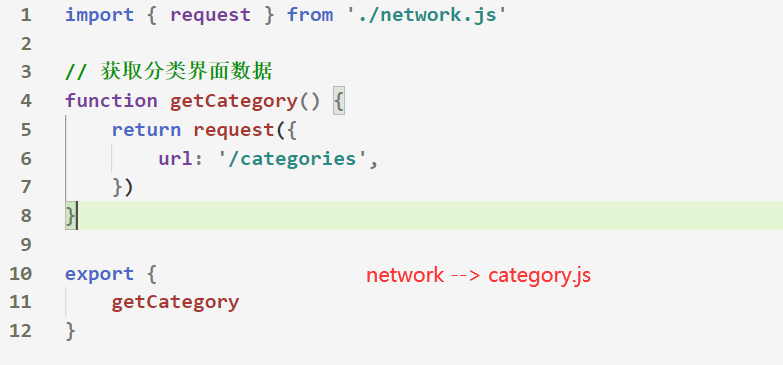 1 import { request } from './network.js'
2
3 // 获取分类界面数据
4 function getCategory() {
5     return request({
6         url: '/categories',
7     })
8 }
9
10 export {
network --> category.js
11     getCategory
12 }